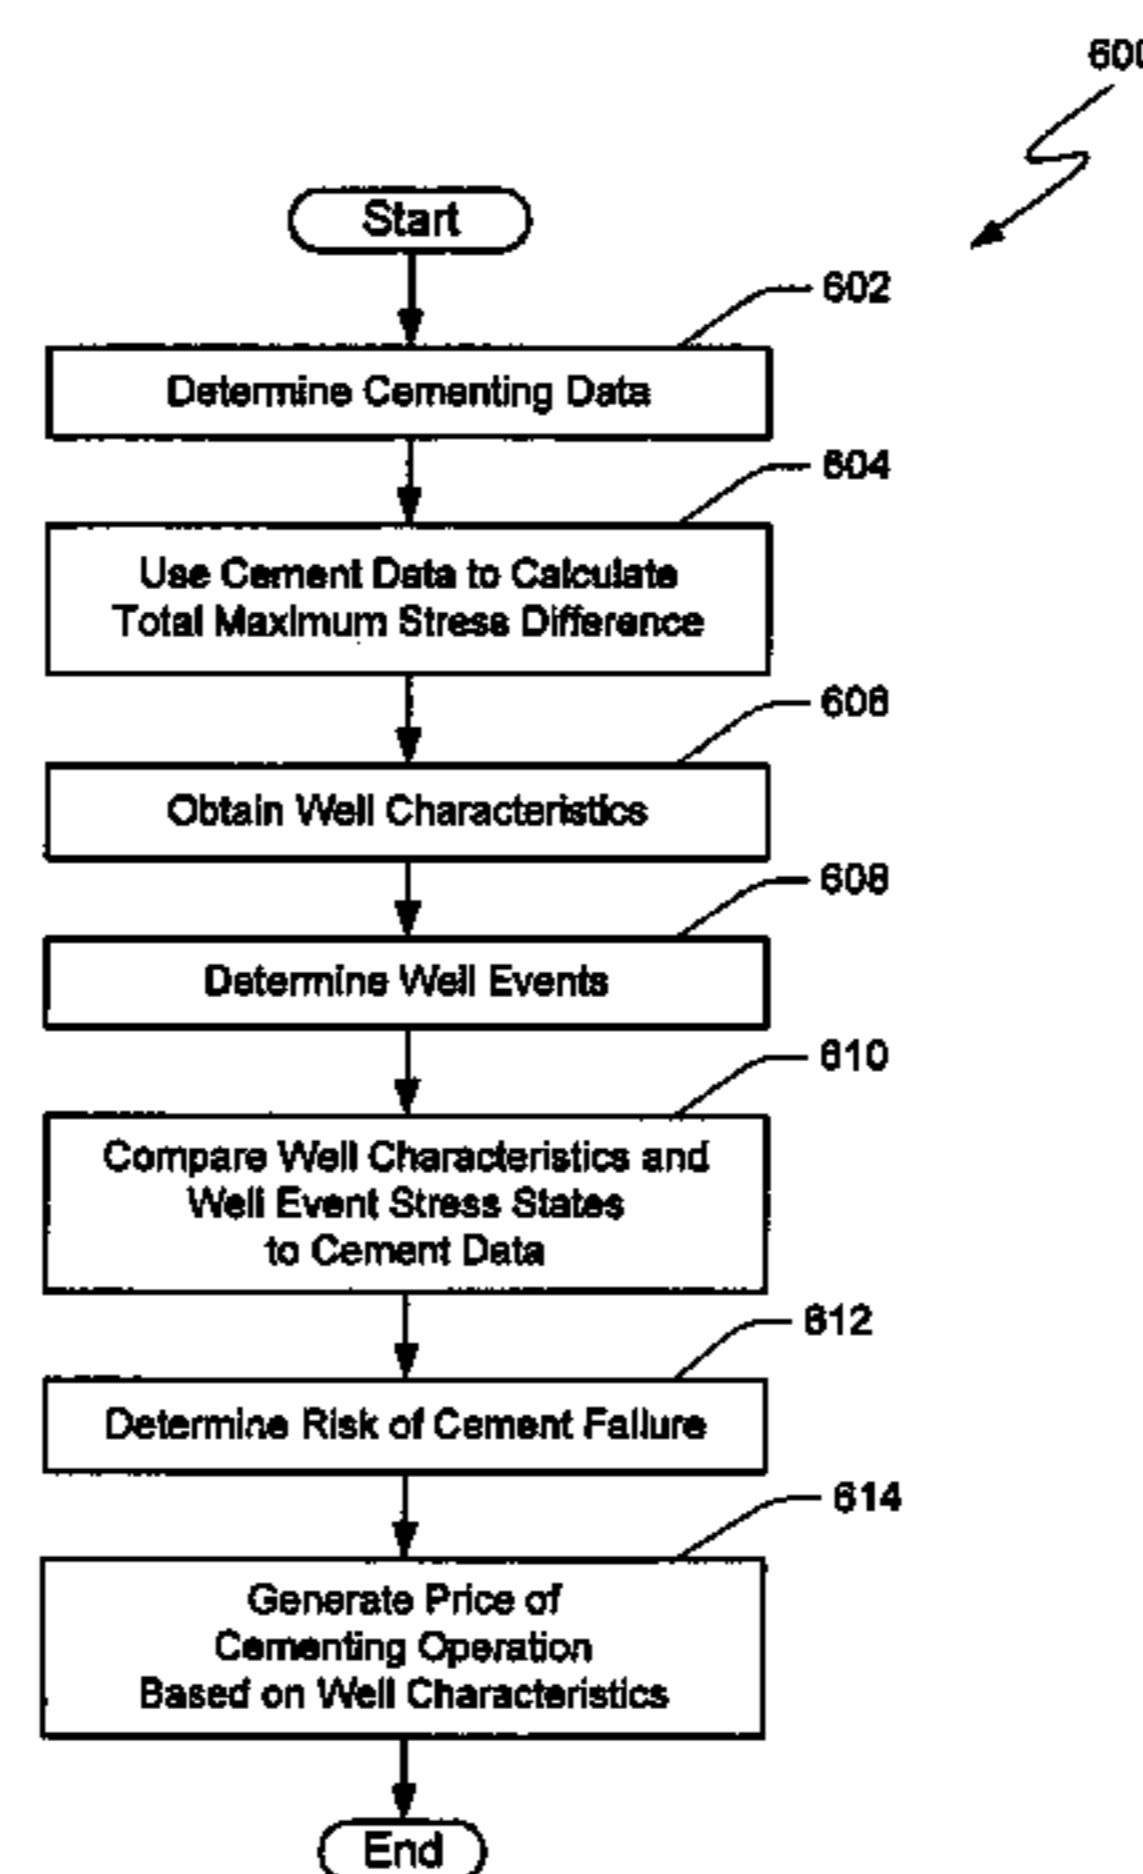 600
Start
602
Determine Cementing Data
604
Use Cement Data to Calculate
Total Maximum Stress Difference
606
Obtain Well Characteristics
608
Determine Well Events
610
Compare Well Characteristics and
Well Event Stress States
to Cement Data
612
Determine Risk of Cement Failure
614
Generate Price of
Cementing Operation
Based on Well Characteristics
End